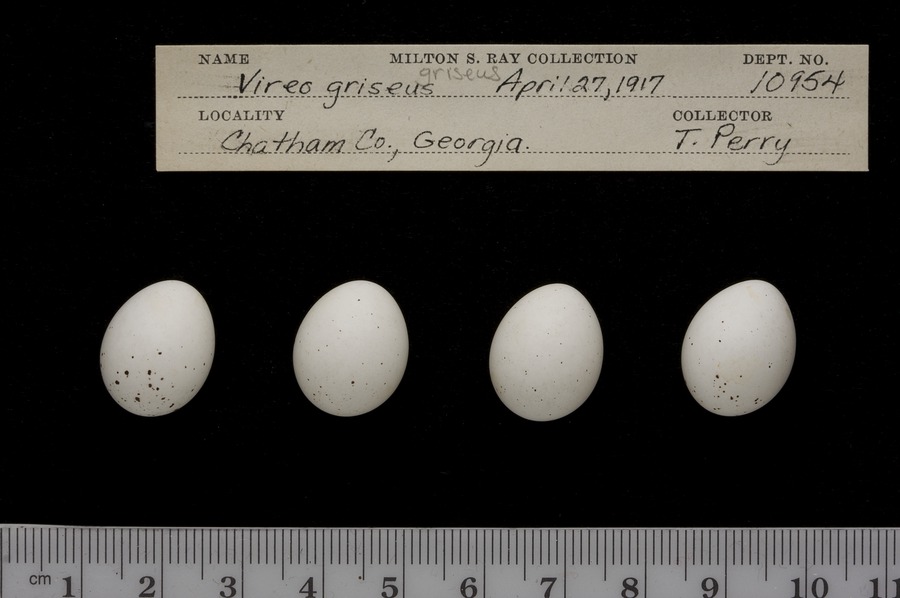 NAME MILTON S. RAY COLLECTION DEPT. NO.
griseus
Vireo griseus April 27, 1917 10954
LOCALITY COLLECTOR
Chatham Co., Georgia. T. Perry
cm 1 2 3 4 5 6 7 8 9 10 11